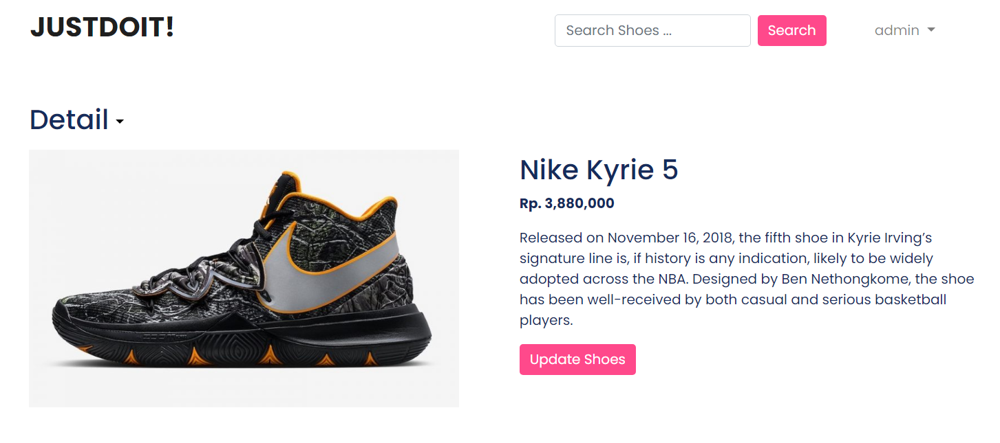 JUSTDOIT!
Search Shoes ...
Search
admin
Detail
Nike Kyrie 5
Rp. 3,880,000
Released on November 16, 2018, the fifth shoe in Kyrie Irving’s
signature line is, if history is any indication, likely to be widely
adopted across the NBA. Designed by Ben Nethongkome, the shoe
has been well-received by both casual and serious basketball
players.
Update Shoes